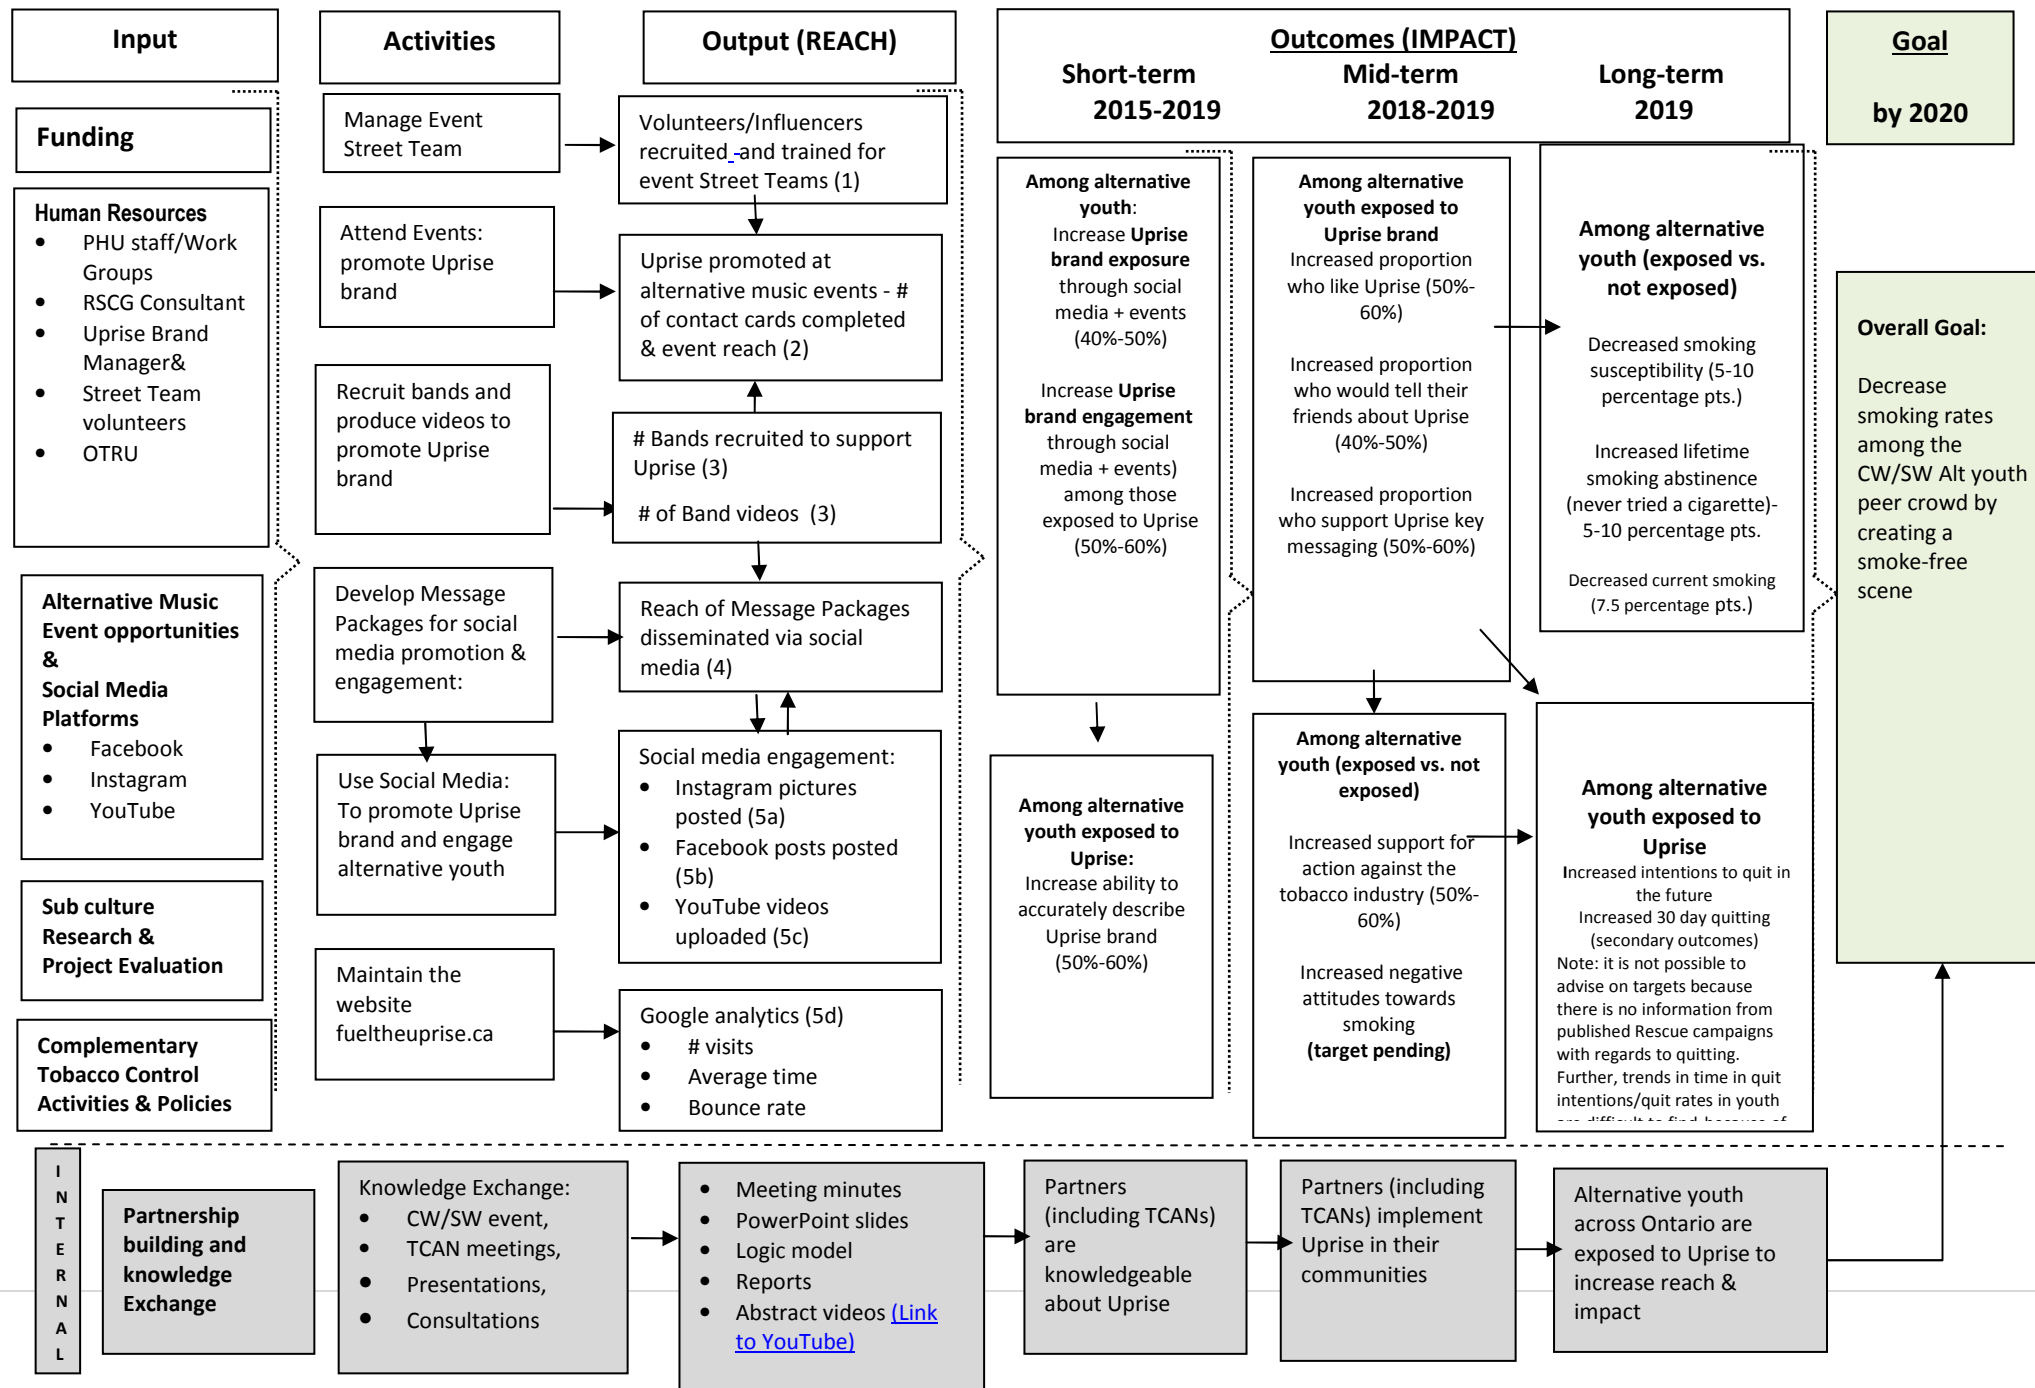 Input
Activities
Output (REACH)
Outcomes (IMPACT)
Short-term
2015-2019
Mid-term
2018-2019
Long-term
2019
Goal
by 2020
Funding
Human Resources
• PHU staff/Work
Groups
• RSCG Consultant
• Uprise Brand
Manager&
• Street Team
volunteers
• OTRU
Alternative Music
Event opportunities
&
Social Media
Platforms
• Facebook
• Instagram
• YouTube
Sub culture
Research &
Project Evaluation
Complementary
Tobacco Control
Activities & Policies
Manage Event
Street Team
Attend Events:
promote Uprise
brand
Recruit bands and
produce videos to
promote Uprise
brand
Develop Message
Packages for social
media promotion &
engagement:
Use Social Media:
To promote Uprise
brand and engage
alternative youth
Maintain the
website
fueltheuprise.ca
Volunteers/Influencers
recruited -and trained for
event Street Teams (1)
Uprise promoted at
alternative music events - #
of contact cards completed
& event reach (2)
# Bands recruited to support
Uprise (3)
# of Band videos (3)
Reach of Message Packages
disseminated via social
media (4)
Social media engagement:
• Instagram pictures
posted (5a)
• Facebook posts posted
(5b)
• YouTube videos
uploaded (5c)
Google analytics (5d)
• # visits
• Average time
• Bounce rate
Among alternative
youth:
Increase Uprise
brand exposure
through social
media + events
(40%-50%)
Increase Uprise
brand engagement
through social
media + events)
among those
exposed to Uprise
(50%-60%)
Among alternative
youth exposed to
Uprise:
Increase ability to
accurately describe
Uprise brand
(50%-60%)
Among alternative
youth exposed to
Uprise brand
Increased proportion
who like Uprise (50%-
60%)
Increased proportion
who would tell their
friends about Uprise
(40%-50%)
Increased proportion
who support Uprise key
messaging (50%-60%)
Among alternative
youth (exposed vs. not
exposed)
Increased support for
action against the
tobacco industry (50%-
60%)
Increased negative
attitudes towards
smoking
(target pending)
Among alternative
youth (exposed vs.
not exposed)
Decreased smoking
susceptibility (5-10
percentage pts.)
Increased lifetime
smoking abstinence
(never tried a cigarette)-
5-10 percentage pts.
Decreased current smoking
(7.5 percentage pts.)
Among alternative
youth exposed to
Uprise
Increased intentions to quit in
the future
Increased 30 day quitting
(secondary outcomes)
Note: it is not possible to
advise on targets because
there is no information from
published Rescue campaigns
with regards to quitting.
Further, trends in time in quit
intentions/quit rates in youth
are difficult to find because of
Overall Goal:
Decrease
smoking rates
among the
CW/SW Alt youth
peer crowd by
creating a
smoke-free
scene
INTERNAL
Partnership
building and
knowledge
Exchange
Knowledge Exchange:
• CW/SW event,
• TCAN meetings,
• Presentations,
• Consultations
• Meeting minutes
• PowerPoint slides
• Logic model
• Reports
• Abstract videos (Link
to YouTube)
Partners
(including TCANs)
are
knowledgeable
about Uprise
Partners (including
TCANs) implement
Uprise in their
communities
Alternative youth
across Ontario are
exposed to Uprise to
increase reach &
impact